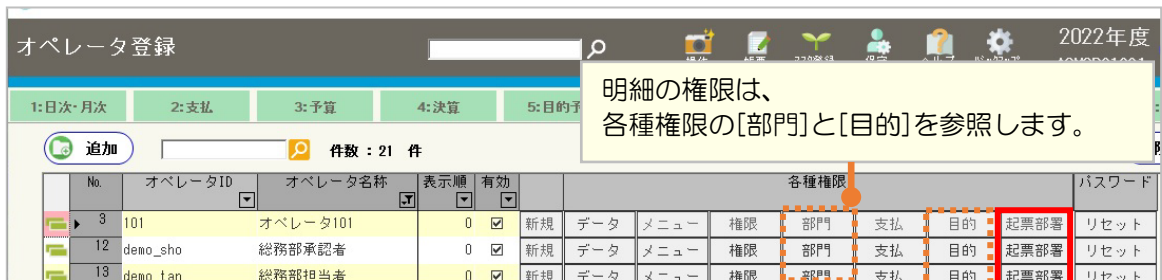 オペレータ登録
2022年度
明細の権限は、
各種権限の[部門]と[目的]を参照します。
1:日次・月次 2:支払 3:予算 4:決算
追加 件数：21 件
No. オペレータID オペレータ名称 表示順 有効 各種権限 パスワード
3 101 オペレータ101 0 新規 データ メニュー 権限 部門 支払 目的 起票部署 リセット
12 demo_sho 総務部承認者 0 新規 データ メニュー 権限 部門 支払 目的 起票部署 リセット
13 demo_tan 総務部担当者 0 新規 データ メニュー 権限 部門 支払 目的 起票部署 リセット